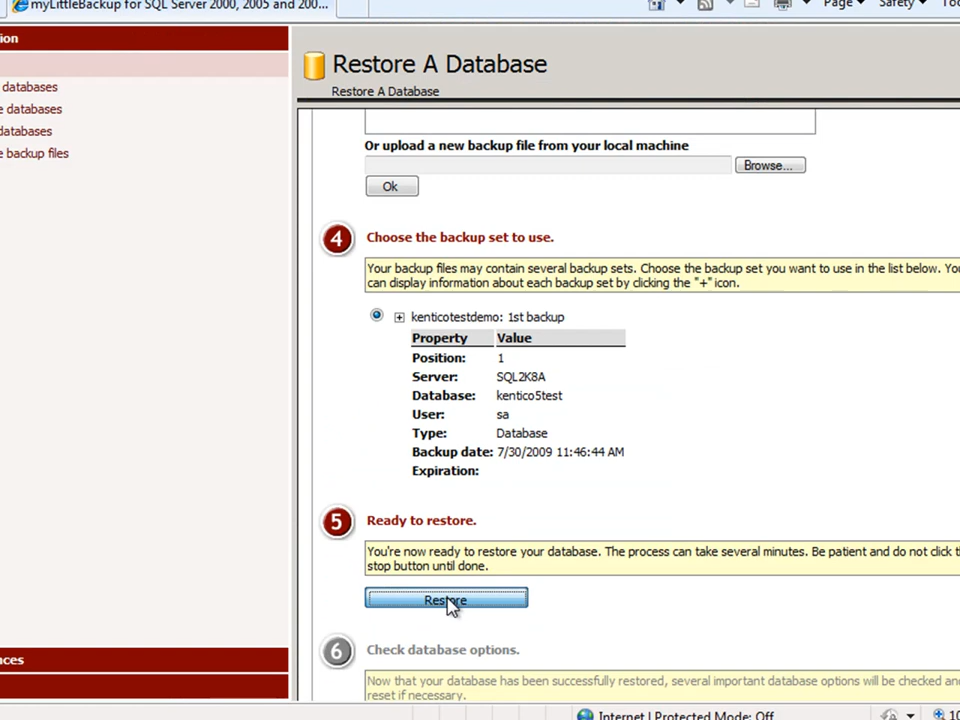 myLittleBackup for SQL Server 2000, 2005 and 200...
Page
Safety
ion
Restore A Database
databases
Restore A Database
e databases
databases
Or upload a new backup file from your local machine
e backup files
Browse...
Ok
4 Choose the backup set to use.
Your backup files may contain several backup sets. Choose the backup set you want to use in the list below. You
can display information about each backup set by clicking the "+" icon.
kenticotestdemo: 1st backup
Property Value
Position: 1
Server: SQL2K8A
Database: kentico5test
User: sa
Type: Database
Backup date: 7/30/2009 11:46:44 AM
Expiration:
5 Ready to restore.
You're now ready to restore your database. The process can take several minutes. Be patient and do not click th
stop button until done.
Restore
6 Check database options.
nces
Now that your database has been successfully restored, several important database options will be checked and
reset if necessary.
Internet | Protected Mode: Off
10